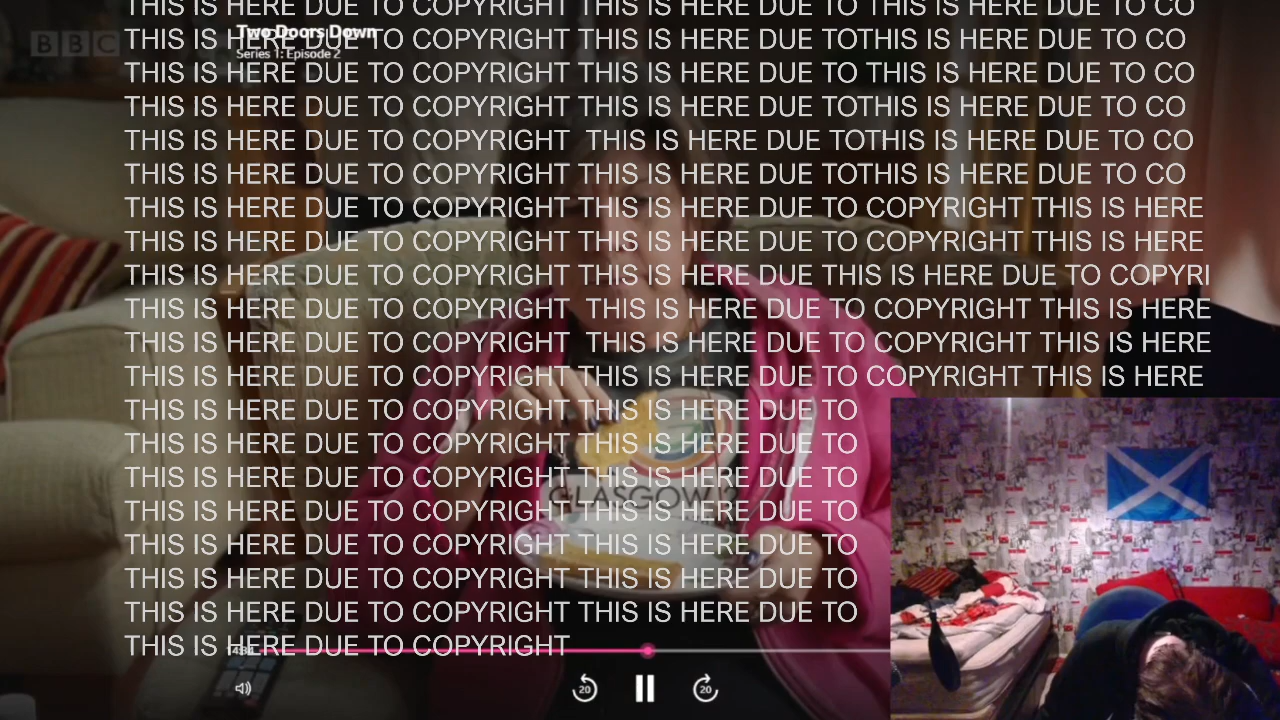 THIS IS HERE DUE TO COPYRIGHT THIS IS HERE DUE TO THIS IS HERE DUE TO CO
BBC
Two Doors Down
THIS IS HERE DUE TO COPYRIGHT THIS IS HERE DUE TOTHIS IS HERE DUE TO CO
Series 1: Episode 2
THIS IS HERE DUE TO COPYRIGHT THIS IS HERE DUE TO THIS IS HERE DUE TO CO
THIS IS HERE DUE TO COPYRIGHT THIS IS HERE DUE TOTHIS IS HERE DUE TO CO
THIS IS HERE DUE TO COPYRIGHT  THIS IS HERE DUE TOTHIS IS HERE DUE TO CO
THIS IS HERE DUE TO COPYRIGHT THIS IS HERE DUE TOTHIS IS HERE DUE TO CO
THIS IS HERE DUE TO COPYRIGHT THIS IS HERE DUE TO COPYRIGHT THIS IS HERE
THIS IS HERE DUE TO COPYRIGHT THIS IS HERE DUE TO COPYRIGHT THIS IS HERE
THIS IS HERE DUE TO COPYRIGHT THIS IS HERE DUE THIS IS HERE DUE TO COPYRI
THIS IS HERE DUE TO COPYRIGHT  THIS IS HERE DUE TO COPYRIGHT THIS IS HERE
THIS IS HERE DUE TO COPYRIGHT  THIS IS HERE DUE TO COPYRIGHT THIS IS HERE
THIS IS HERE DUE TO COPYRIGHT THIS IS HERE DUE TO COPYRIGHT THIS IS HERE
THIS IS HERE DUE TO COPYRIGHT THIS IS HERE DUE TO
THIS IS HERE DUE TO COPYRIGHT THIS IS HERE DUE TO
THIS IS HERE DUE TO COPYRIGHT THIS IS HERE DUE TO
GLASGOW
THIS IS HERE DUE TO COPYRIGHT THIS IS HERE DUE TO
THIS IS HERE DUE TO COPYRIGHT THIS IS HERE DUE TO
THIS IS HERE DUE TO COPYRIGHT THIS IS HERE DUE TO
THIS IS HERE DUE TO COPYRIGHT THIS IS HERE DUE TO
THIS IS HERE DUE TO COPYRIGHT
20
20